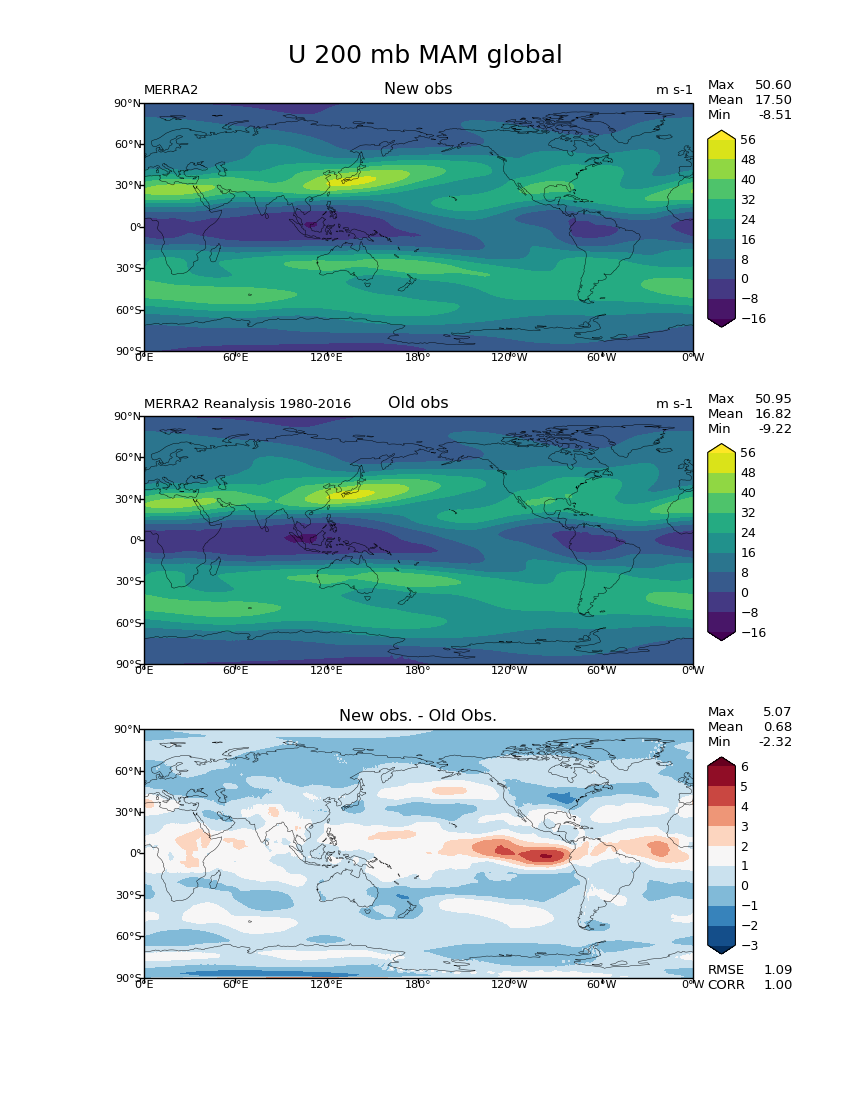 U 200 mb MAM global
MERRA2 New obs m s-1
Max 50.60
Mean 17.50
Min -8.51
90°N
60°N
30°N
0°
30°S
60°S
90°S
0°E 60°E 120°E 180° 120°W 60°W 0°W
56
48
40
32
24
16
8
0
−8
−16
MERRA2 Reanalysis 1980-2016 Old obs m s-1
Max 50.95
Mean 16.82
Min -9.22
90°N
60°N
30°N
0°
30°S
60°S
90°S
0°E 60°E 120°E 180° 120°W 60°W 0°W
56
48
40
32
24
16
8
0
−8
−16
New obs. - Old Obs.
Max 5.07
Mean 0.68
Min -2.32
90°N
60°N
30°N
0°
30°S
60°S
90°S
0°E 60°E 120°E 180° 120°W 60°W 0°W
6
5
4
3
2
1
0
−1
−2
−3
RMSE 1.09
CORR 1.00